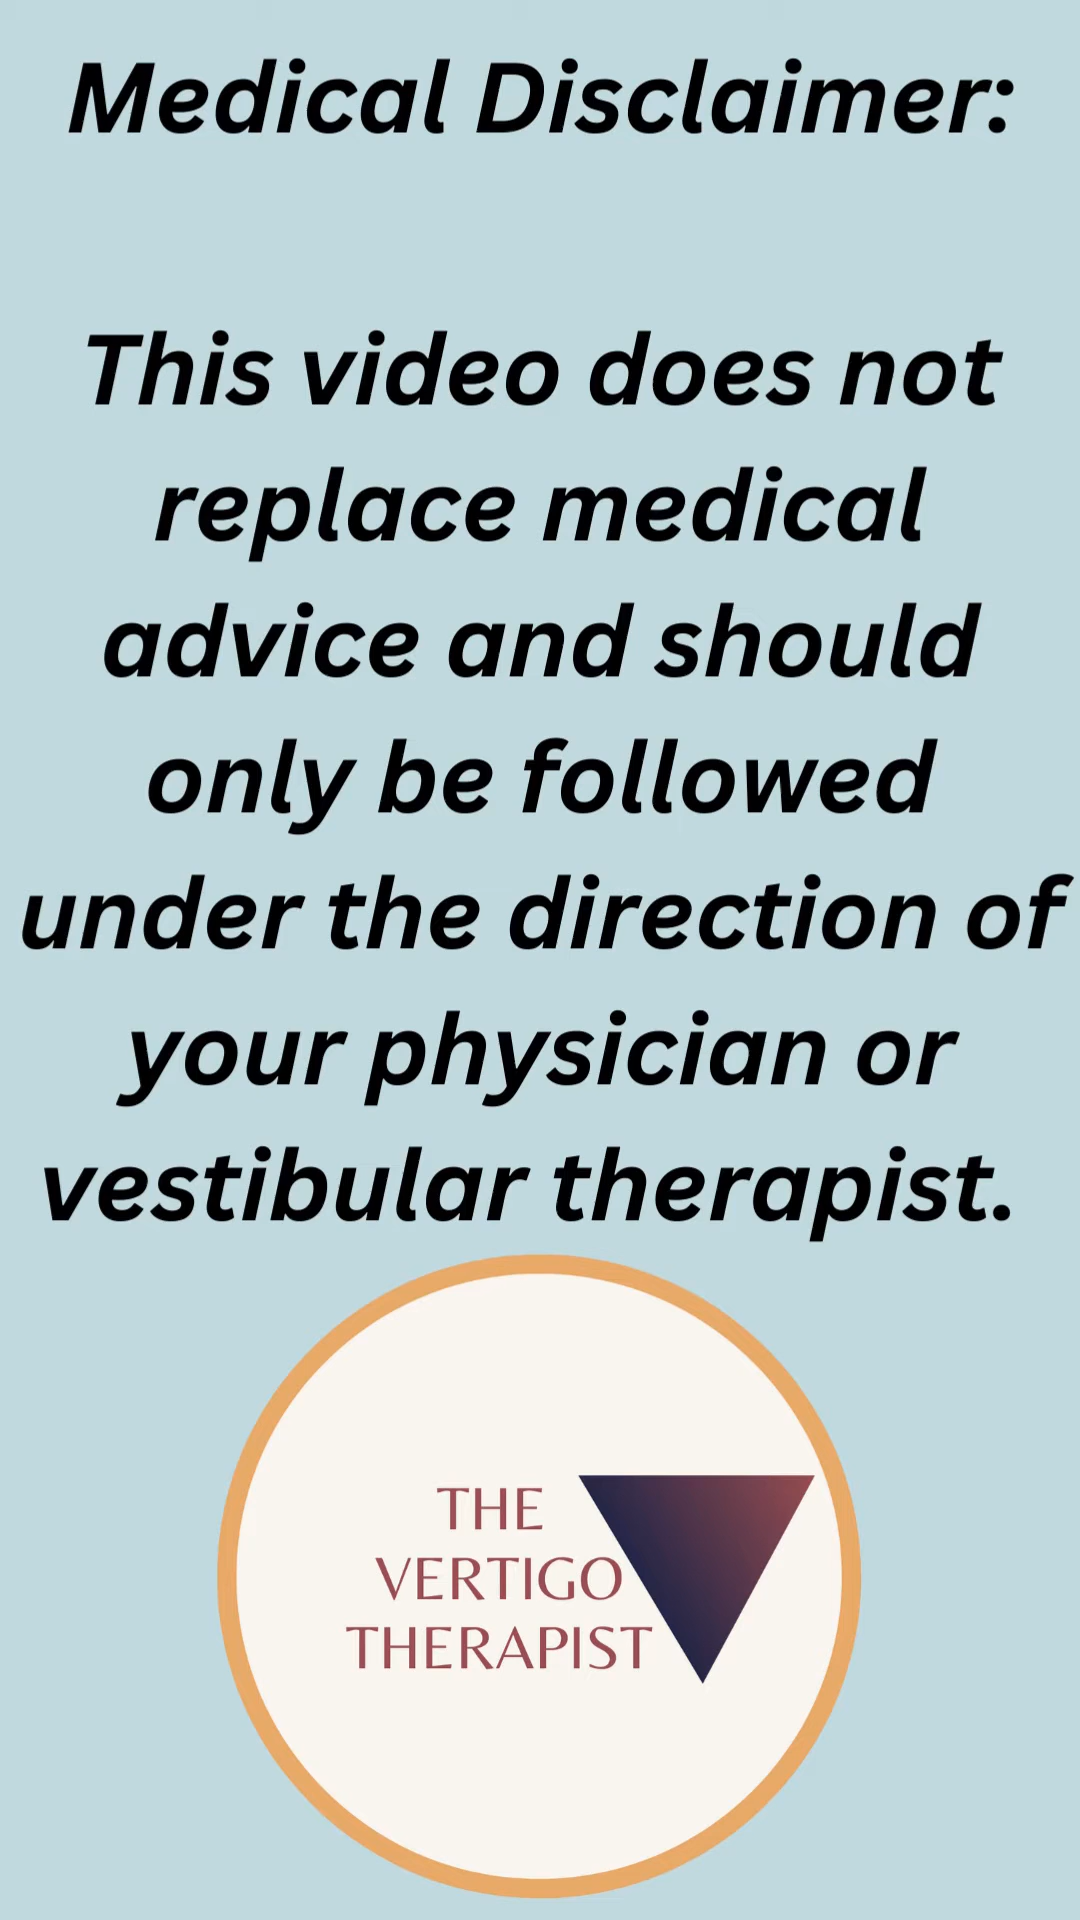 Medical Disclaimer:
This video does not
replace medical
advice and should
only be followed
under the direction of
your physician or
vestibular therapist.
THE
VERTIGO
THERAPIST